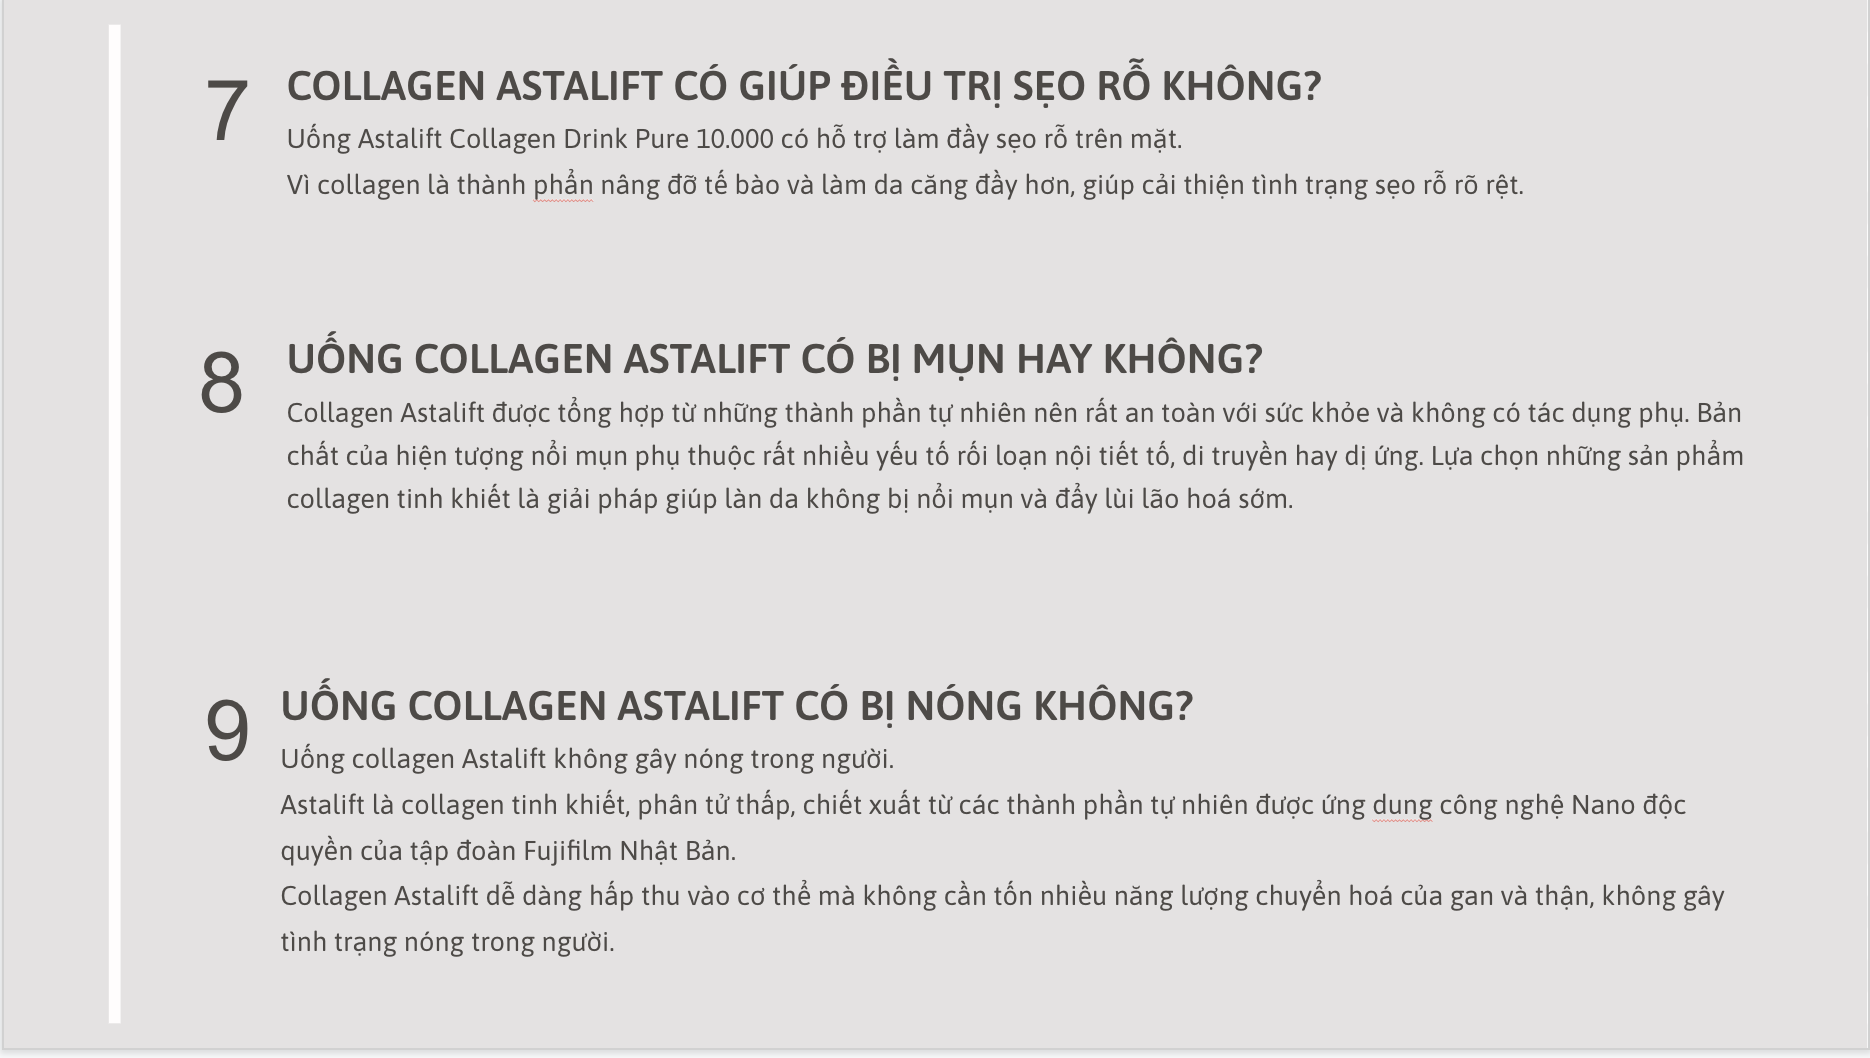 7
COLLAGEN ASTALIFT CÓ GIÚP ĐIỀU TRỊ SẸO RỖ KHÔNG?
Uống Astalift Collagen Drink Pure 10.000 có hỗ trợ làm đầy sẹo rỗ trên mặt.
Vì collagen là thành phẩn nâng đỡ tế bào và làm da căng đầy hơn, giúp cải thiện tình trạng sẹo rỗ rõ rệt.
8
UỐNG COLLAGEN ASTALIFT CÓ BỊ MỤN HAY KHÔNG?
Collagen Astalift được tổng hợp từ những thành phần tự nhiên nên rất an toàn với sức khỏe và không có tác dụng phụ. Bản
chất của hiện tượng nổi mụn phụ thuộc rất nhiều yếu tố rối loạn nội tiết tố, di truyền hay dị ứng. Lựa chọn những sản phẩm
collagen tinh khiết là giải pháp giúp làn da không bị nổi mụn và đẩy lùi lão hoá sớm.
9
UỐNG COLLAGEN ASTALIFT CÓ BỊ NÓNG KHÔNG?
Uống collagen Astalift không gây nóng trong người.
Astalift là collagen tinh khiết, phân tử thấp, chiết xuất từ các thành phần tự nhiên được ứng dung công nghệ Nano độc
quyền của tập đoàn Fujifilm Nhật Bản.
Collagen Astalift dễ dàng hấp thu vào cơ thể mà không cần tốn nhiều năng lượng chuyển hoá của gan và thận, không gây
tình trạng nóng trong người.